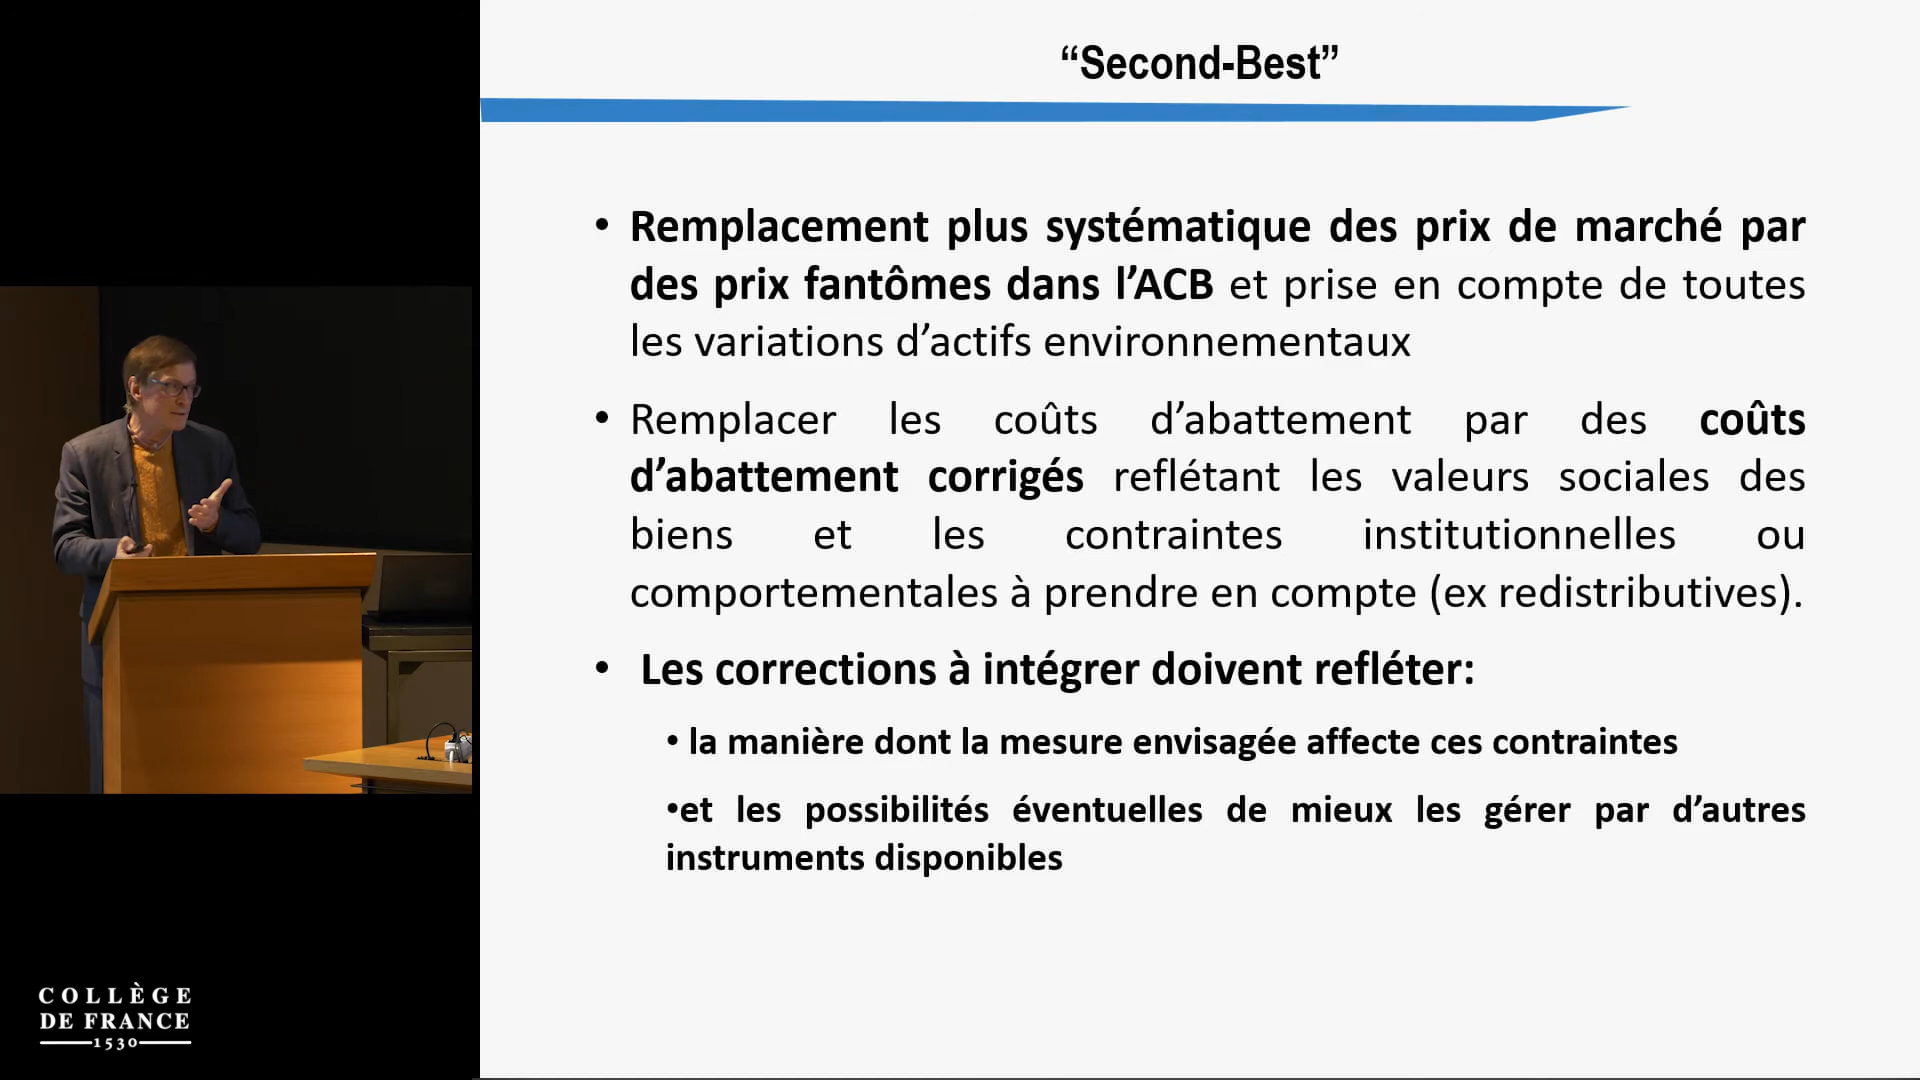 “Second-Best”
• Remplacement plus systématique des prix de marché par
des prix fantômes dans l’ACB et prise en compte de toutes
les variations d’actifs environnementaux
• Remplacer les coûts d’abattement par des coûts
d’abattement corrigés reflétant les valeurs sociales des
biens et les contraintes institutionnelles ou
comportementales à prendre en compte (ex redistributives).
• Les corrections à intégrer doivent refléter:
• la manière dont la mesure envisagée affecte ces contraintes
•et les possibilités éventuelles de mieux les gérer par d’autres
instruments disponibles
COLLÈGE
DE FRANCE
1530